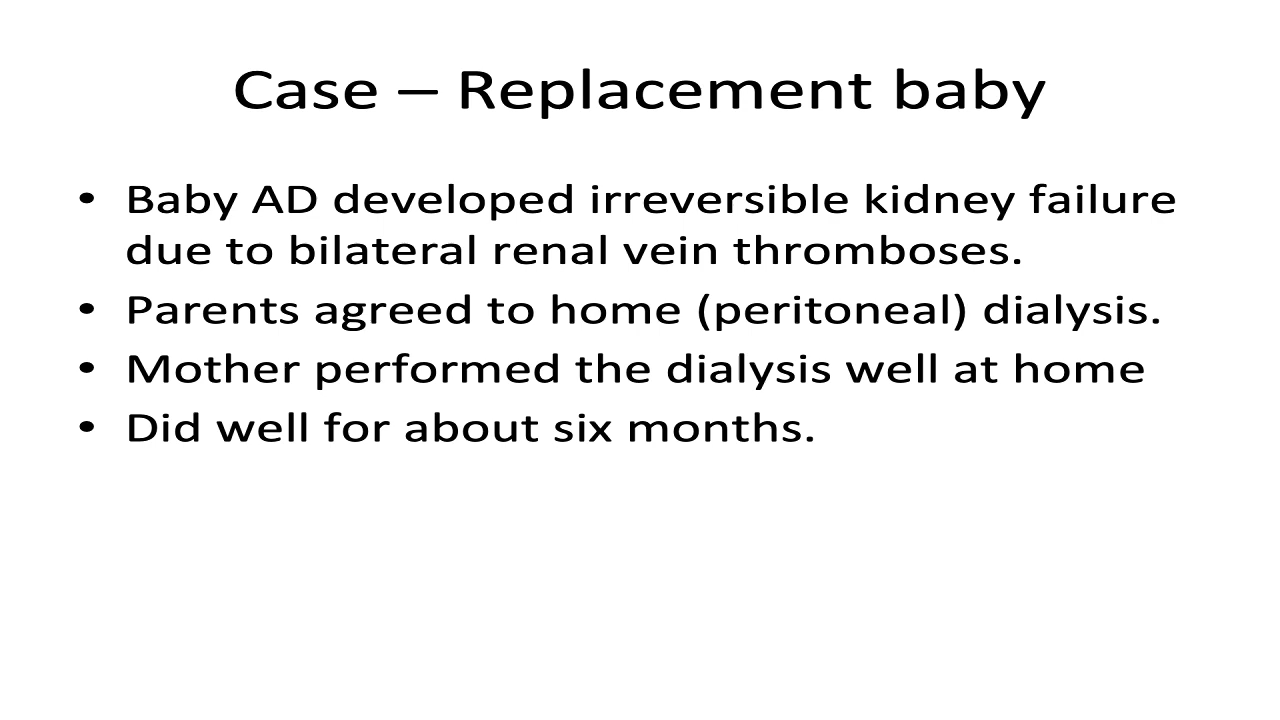 Case – Replacement baby
• Baby AD developed irreversible kidney failure
due to bilateral renal vein thromboses.
• Parents agreed to home (peritoneal) dialysis.
• Mother performed the dialysis well at home
• Did well for about six months.